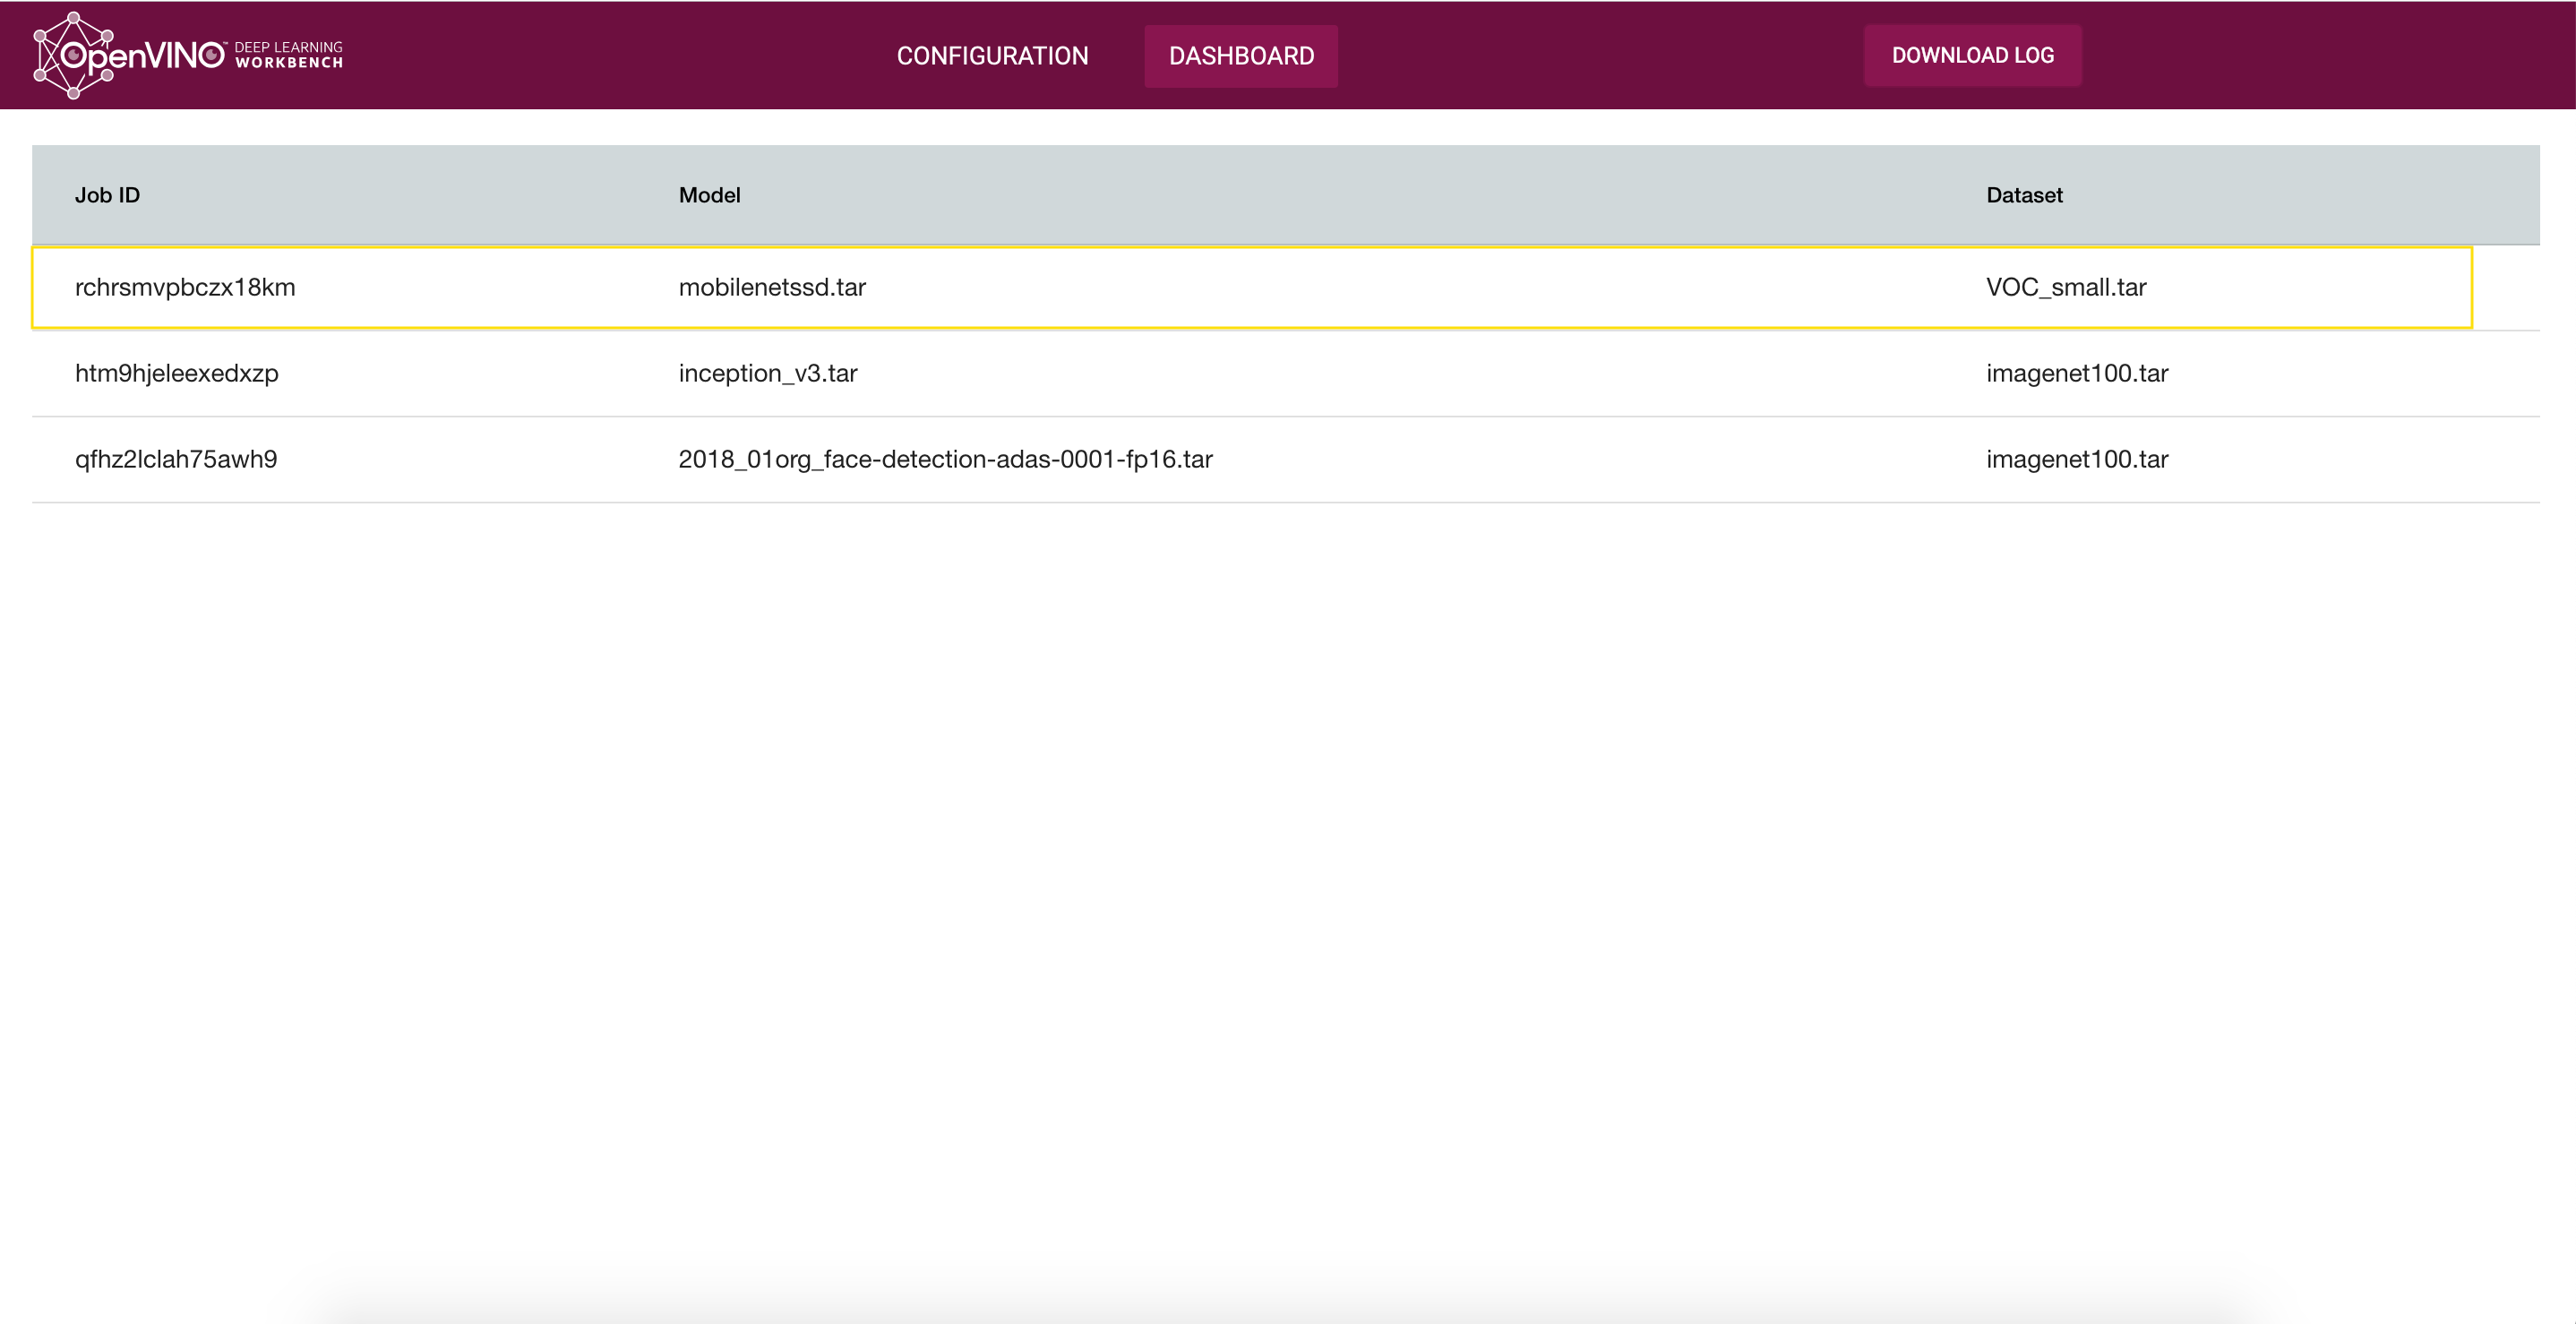 OpenVINO™ DEEP LEARNING WORKBENCH
CONFIGURATION DASHBOARD DOWNLOAD LOG
Job ID Model Dataset
rchrsmvpbczx18km mobilenetssd.tar VOC_small.tar
htm9hjeleexedxzp inception_v3.tar imagenet100.tar
qfhz2lclah75awh9 2018_01org_face-detection-adas-0001-fp16.tar imagenet100.tar